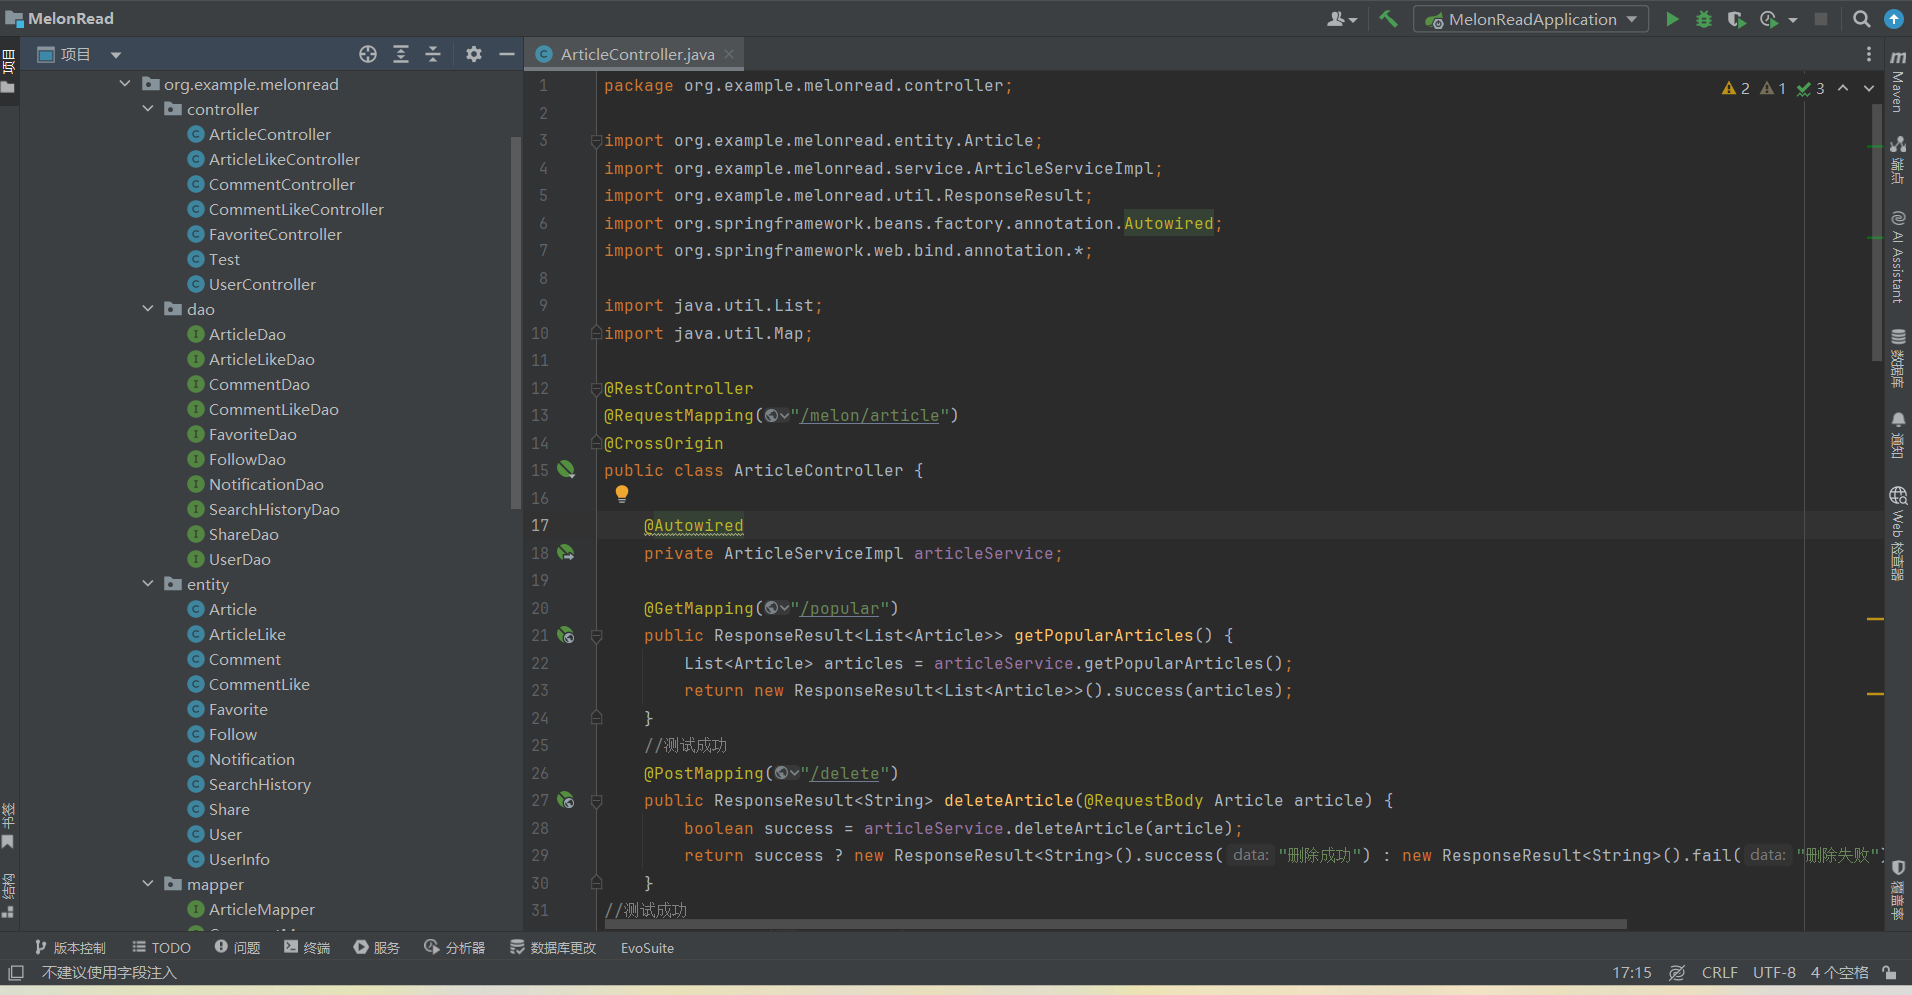 MelonRead
MelonReadApplication
项目
ArticleController.java
org.example.melonread
controller
ArticleController
ArticleLikeController
CommentController
CommentLikeController
FavoriteController
Test
UserController
dao
ArticleDao
ArticleLikeDao
CommentDao
CommentLikeDao
FavoriteDao
FollowDao
NotificationDao
SearchHistoryDao
ShareDao
UserDao
entity
Article
ArticleLike
Comment
CommentLike
Favorite
Follow
Notification
SearchHistory
Share
User
UserInfo
mapper
ArticleMapper
2 1 3
1 package org.example.melonread.controller;
2
3 import org.example.melonread.entity.Article;
4 import org.example.melonread.service.ArticleServiceImpl;
5 import org.example.melonread.util.ResponseResult;
6 import org.springframework.beans.factory.annotation.Autowired;
7 import org.springframework.web.bind.annotation.*;
8
9 import java.util.List;
10 import java.util.Map;
11
12 @RestController
13 @RequestMapping("/melon/article")
14 @CrossOrigin
15 public class ArticleController {
16
17 @Autowired
18 private ArticleServiceImpl articleService;
19
20 @GetMapping("/popular")
21 public ResponseResult<List<Article>> getPopularArticles() {
22 List<Article> articles = articleService.getPopularArticles();
23 return new ResponseResult<List<Article>>().success(articles);
24 }
25 //测试成功
26 @PostMapping("/delete")
27 public ResponseResult<String> deleteArticle(@RequestBody Article article) {
28 boolean success = articleService.deleteArticle(article);
29 return success ? new ResponseResult<String>().success( data: "删除成功") : new ResponseResult<String>().fail( data: "删除失败")
30 }
31 //测试成功
项目
书签
结构
m Maven
端点
AI Assistant
数据库
通知
Web 检查器
覆盖率
版本控制 TODO 问题 终端 服务 分析器 数据库更改 EvoSuite
不建议使用字段注入
17:15 CRLF UTF-8 4 个空格